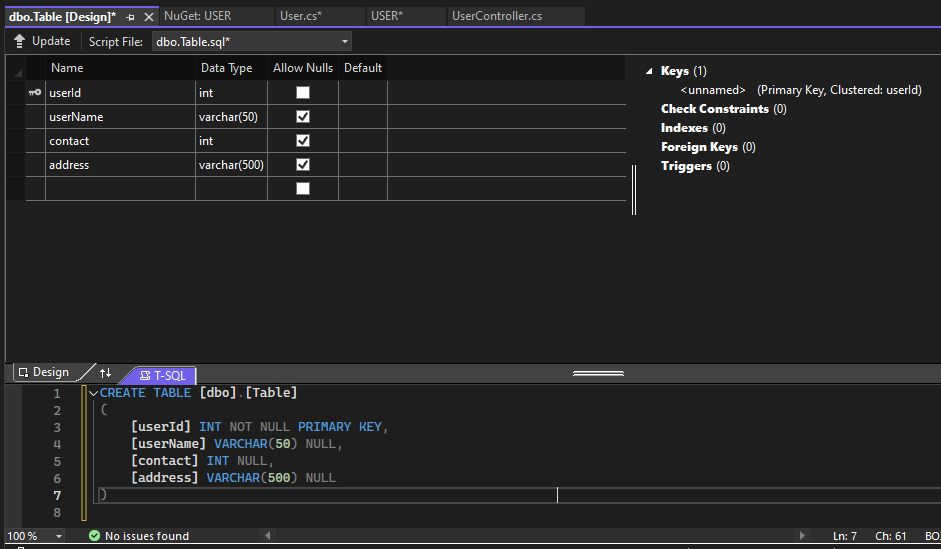 dbo.Table [Design]* NuGet: USER User.cs* USER* UserController.cs
Update Script File: dbo.Table.sql*
Name Data Type Allow Nulls Default
userId int
userName varchar(50)
contact int
address varchar(500)
Keys (1)
<unnamed> (Primary Key, Clustered: userId)
Check Constraints (0)
Indexes (0)
Foreign Keys (0)
Triggers (0)
Design T-SQL
1 CREATE TABLE [dbo].[Table]
2 (
3 [userId] INT NOT NULL PRIMARY KEY,
4 [userName] VARCHAR(50) NULL,
5 [contact] INT NULL,
6 [address] VARCHAR(500) NULL
7 )
8
100 % No issues found Ln: 7 Ch: 61 BO